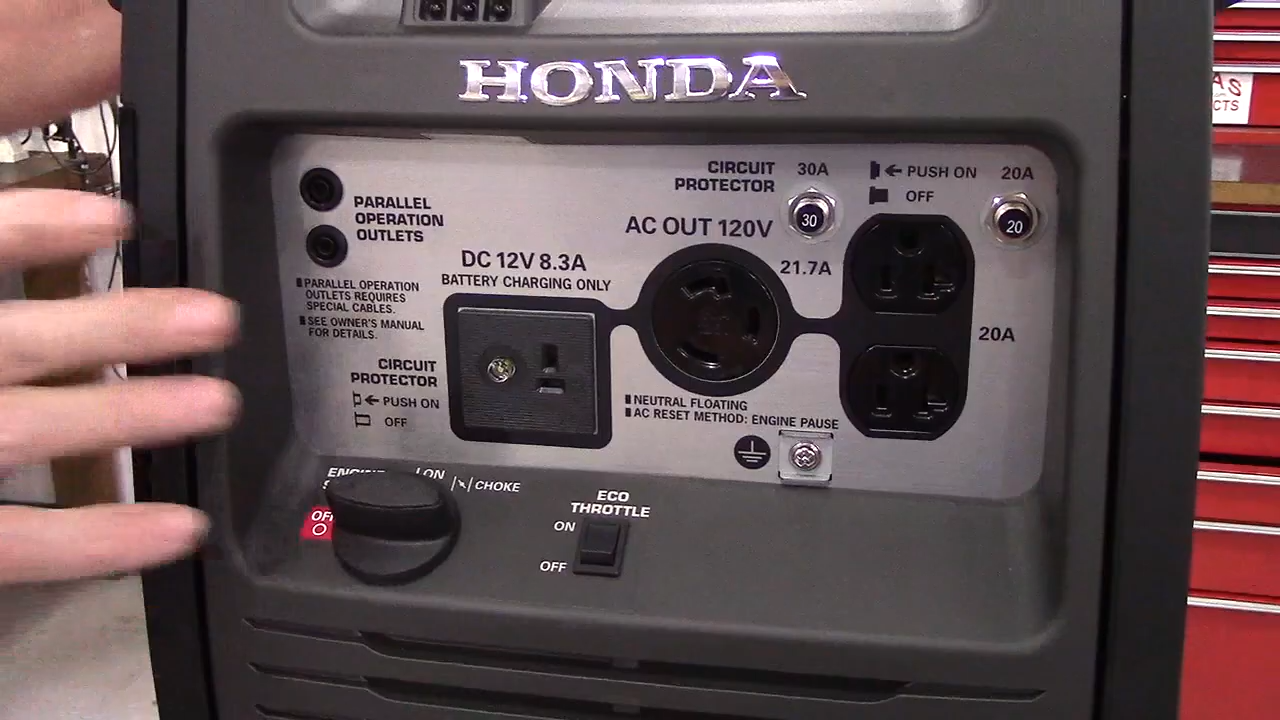 HONDA
PARALLEL
OPERATION
OUTLETS
PARALLEL OPERATION
OUTLETS REQUIRES
SPECIAL CABLES.
SEE OWNER'S MANUAL
FOR DETAILS.
CIRCUIT
PROTECTOR
PUSH ON
OFF
DC 12V 8.3A
BATTERY CHARGING ONLY
CIRCUIT
PROTECTOR
30A
30
PUSH ON
OFF
20A
20
AC OUT 120V
21.7A
20A
NEUTRAL FLOATING
AC RESET METHOD: ENGINE PAUSE
ENGINE
ON
CHOKE
OFF
ECO
THROTTLE
ON
OFF